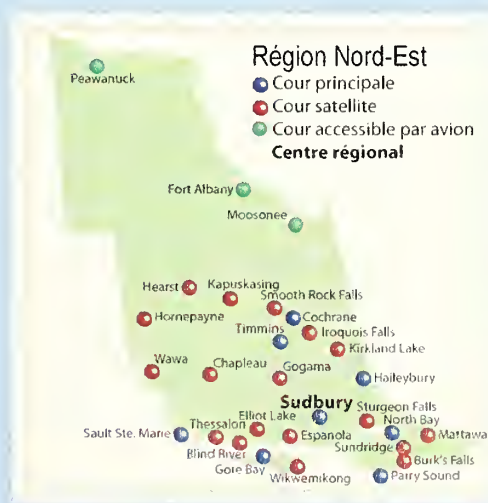 Région Nord-Est
Cour principale
Cour satellite
Cour accessible par avion
Centre régional
Peawanuck
Fort Albany
Moosonee
Hearst
Kapuskasing
Smooth Rock Falls
Hornepayne
Cochrane
Timmins
Iroquois Falls
Kirkland Lake
Wawa
Chapleau
Gogama
Haileybury
Sudbury
Sturgeon Falls
Elliot Lake
North Bay
Sault Ste. Marie
Thessalon
Espanola
Mattawa
Sundridge
Blind River
Burk's Falls
Gore Bay
Wikwemikong
Parry Sound